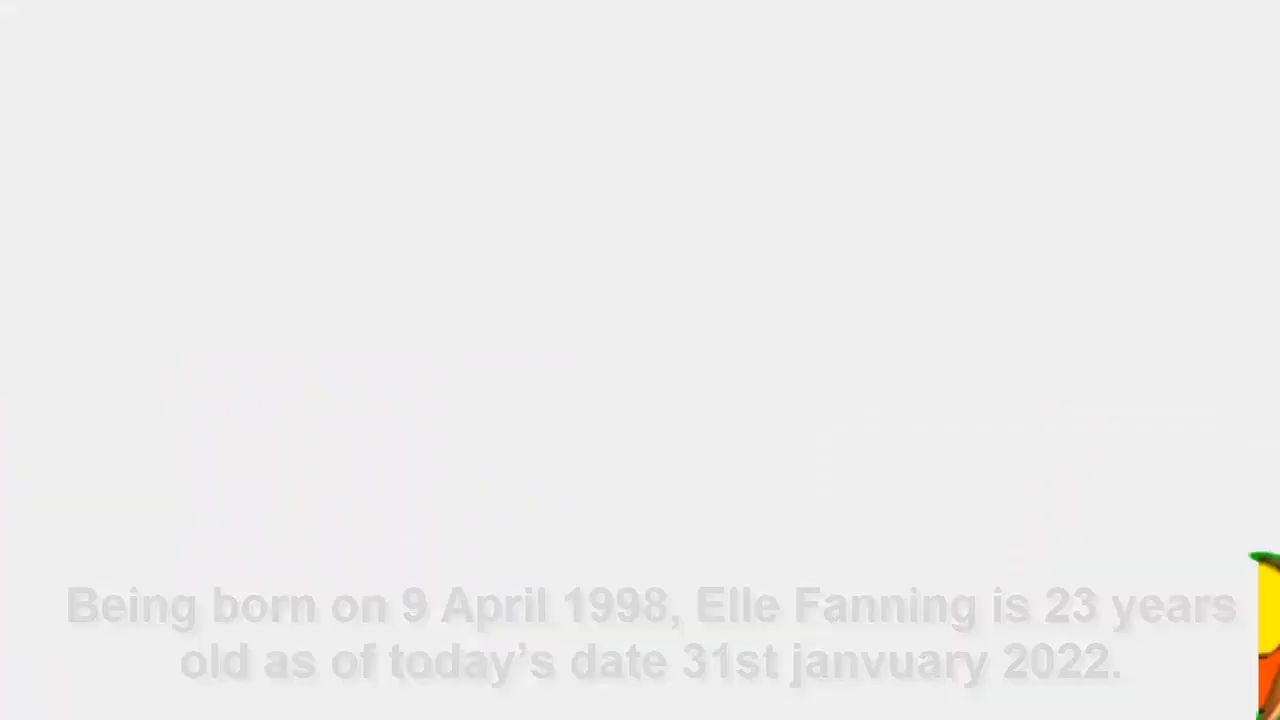 Being born on 9 April 1998, Elle Fanning is 23 years
old as of today’s date 31st janvuary 2022.